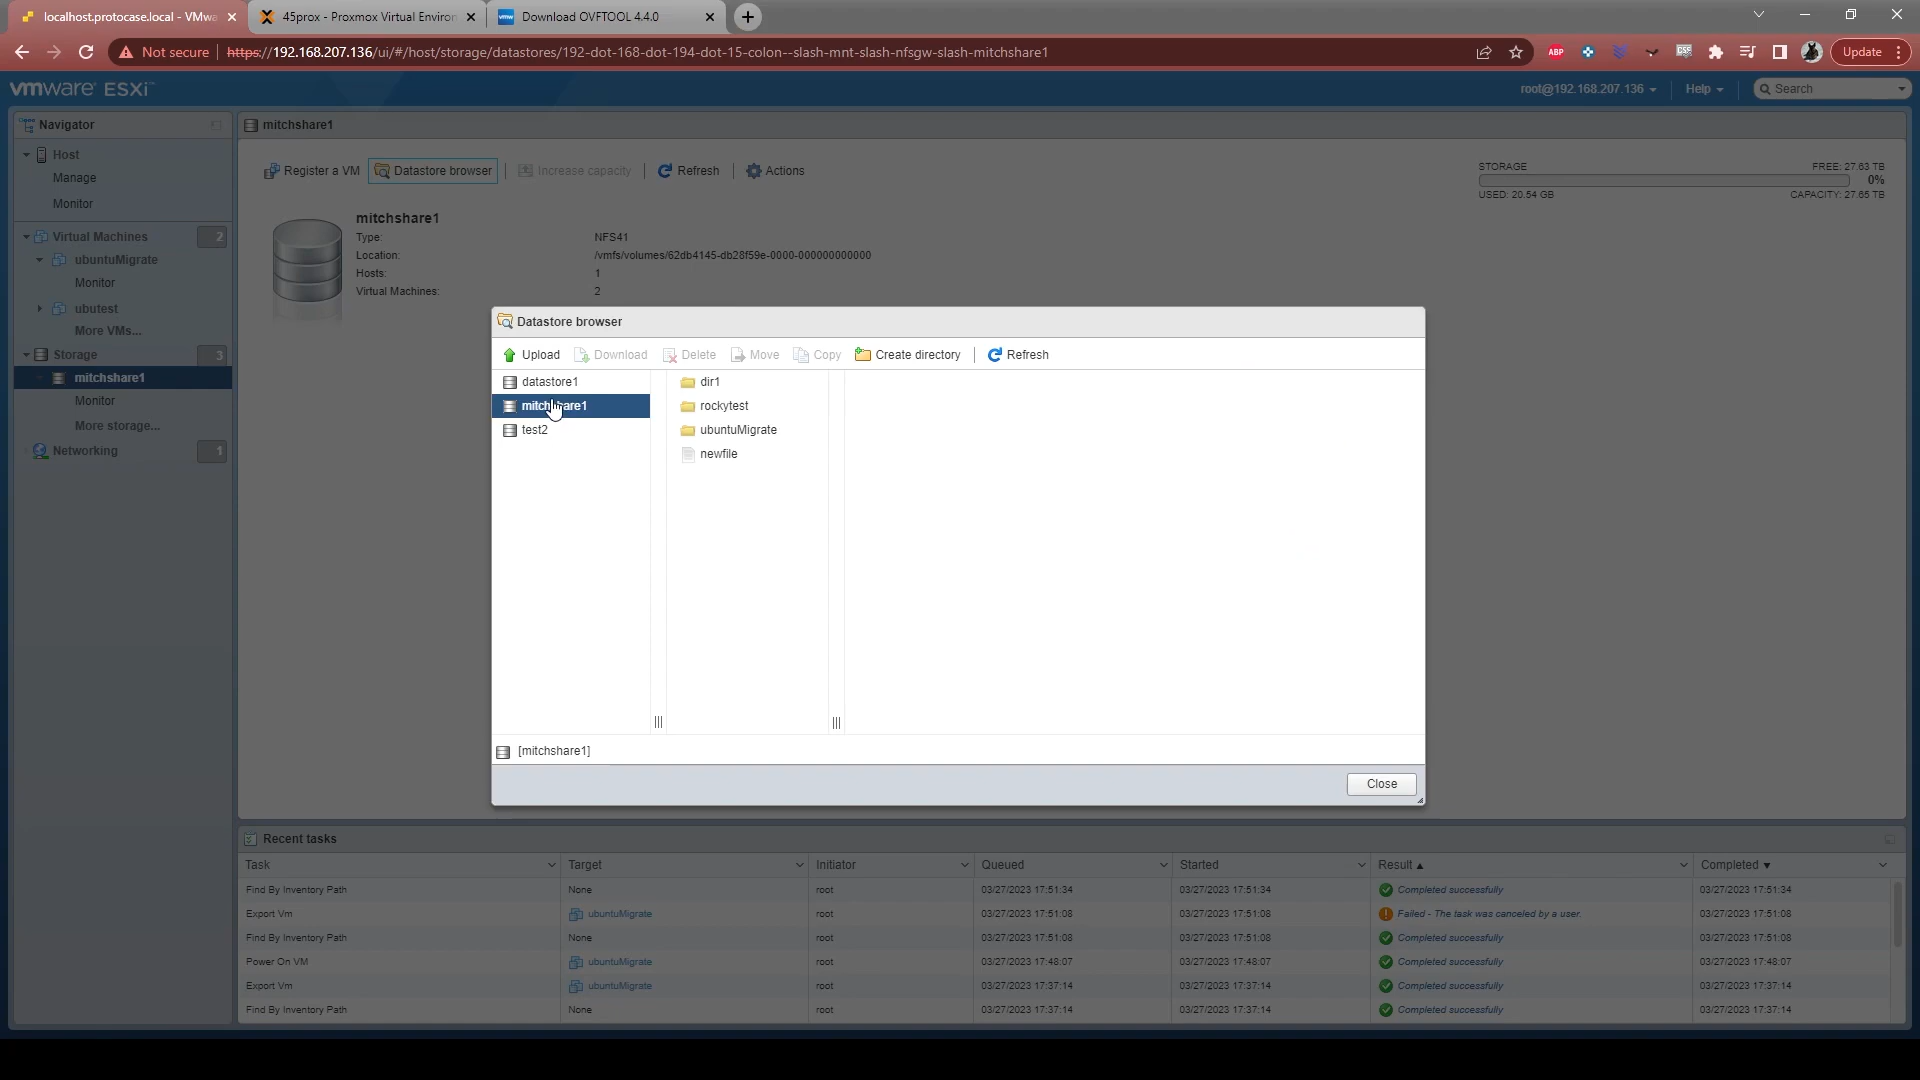 localhost.protocase.local - VMwa
45prox - Proxmox Virtual Environ
Download OVFTOOL 4.4.0
Not secure
https://192.168.207.136/ui/#/host/storage/datastores/192-dot-168-dot-194-dot-15-colon--slash-mnt-slash-nfsgw-slash-mitchshare1
ABP
Update
vmware ESXi™
root@192.168.207.136
Help
Search
Navigator
mitchshare1
Host
Manage
Monitor
Virtual Machines 2
ubuntuMigrate
Monitor
ubutest
More VMs...
Storage 3
mitchshare1
Monitor
More storage...
Networking 1
Register a VM
Datastore browser
Increase capacity
Refresh
Actions
STORAGE
FREE: 27.63 TB
0%
USED: 20.54 GB
CAPACITY: 27.65 TB
mitchshare1
Type: NFS41
Location: /vmfs/volumes/62db4145-db28f59e-0000-000000000000
Hosts: 1
Virtual Machines: 2
Datastore browser
Upload Download Delete Move Copy Create directory Refresh
datastore1
mitchshare1
test2
dir1
rockytest
ubuntuMigrate
newfile
[mitchshare1]
Close
Recent tasks
Task Target Initiator Queued Started Result Completed
Find By Inventory Path None root 03/27/2023 17:51:34 03/27/2023 17:51:34 Completed successfully 03/27/2023 17:51:34
Export Vm ubuntuMigrate root 03/27/2023 17:51:08 03/27/2023 17:51:08 Failed - The task was canceled by a user. 03/27/2023 17:51:08
Find By Inventory Path None root 03/27/2023 17:51:08 03/27/2023 17:51:08 Completed successfully 03/27/2023 17:51:08
Power On VM ubuntuMigrate root 03/27/2023 17:48:07 03/27/2023 17:48:07 Completed successfully 03/27/2023 17:48:07
Export Vm ubuntuMigrate root 03/27/2023 17:37:14 03/27/2023 17:37:14 Completed successfully 03/27/2023 17:37:14
Find By Inventory Path None root 03/27/2023 17:37:14 03/27/2023 17:37:14 Completed successfully 03/27/2023 17:37:14